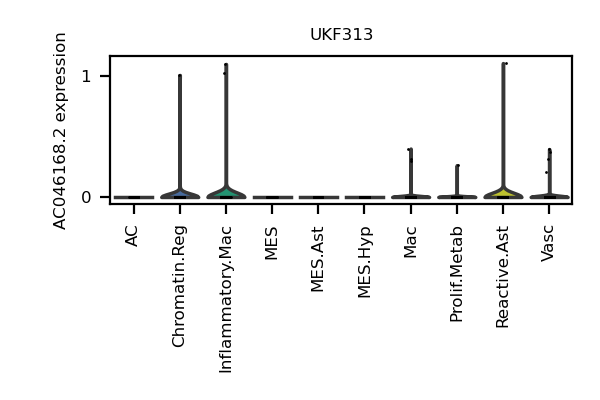 UKF313
AC046168.2 expression
1
0
AC
Chromatin.Reg
Inflammatory.Mac
MES
MES.Ast
MES.Hyp
Mac
Prolif.Metab
Reactive.Ast
Vasc